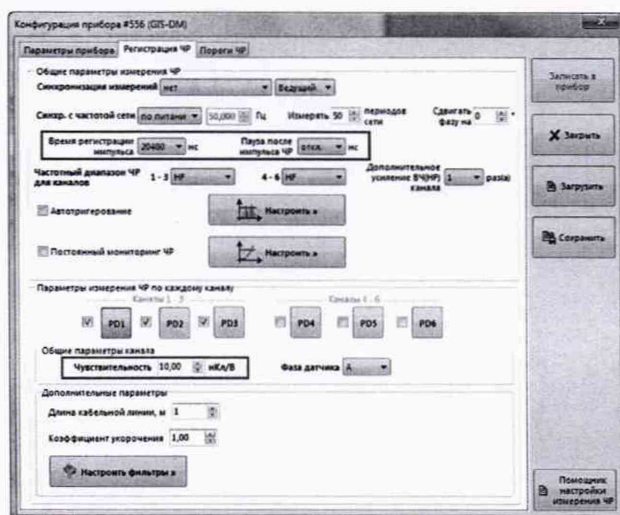 Конфигурация прибора #556 (GIS-DM)
Параметры прибора Регистрация ЧР Пороги ЧР
Общие параметры измерения ЧР
Синхронизация измерений нет Ведущий
Синхр. с частотой сети по питани 50,000 Гц Измерять 50 периодов сети Сдвигать фазу на 0 °
Время регистрации импульса 20400 нс Пауза после импульса ЧР откл. нс
Частотный диапазон ЧР для каналов 1 - 3 HF 4 - 6 HF Дополнительное усиление ВЧ(HF) канала 1 раз(а)
Автотригерование Настроить »
Постоянный мониторинг ЧР Настроить »
Параметры измерения ЧР по каждому каналу
Каналы 1 - 3 Каналы 4 - 6
PD1 PD2 PD3 PD4 PD5 PD6
Общие параметры канала
Чувствительность 10,00 нКл/В Фаза датчика A
Дополнительные параметры
Длина кабельной линии, м 1
Коэффициент укорочения 1,00
Настроить фильтры »
Записать в прибор
Закрыть
Загрузить
Сохранить
Помощник настройки измерения ЧР